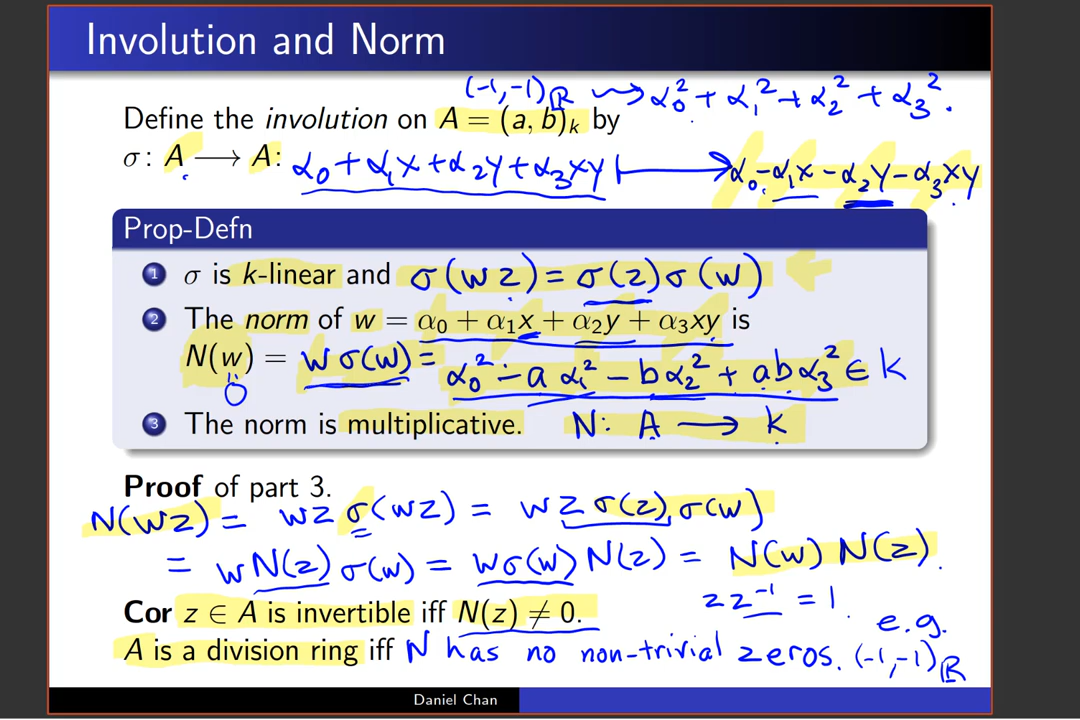 Involution and Norm
(-1,-1)ℝ ⇝ α₀² + α₁² + α₂² + α₃².
Define the involution on A = (a, b)ₖ by
σ: A ⟶ A: α₀ + α₁x + α₂y + α₃xy ⟼ α₀ - α₁x - α₂y - α₃xy
Prop-Defn
1 σ is k-linear and σ(wz) = σ(z)σ(w)
2 The norm of w = α₀ + α₁x + α₂y + α₃xy is
N(w) = wσ(w) = α₀² - aα₁² - bα₂² + abα₃² ∈ k
0
3 The norm is multiplicative. N: A ⟶ k
Proof of part 3.
N(wz) = wz σ(wz) = wz σ(z) σ(w)
= wN(z)σ(w) = wσ(w)N(z) = N(w)N(z).
Cor z ∈ A is invertible iff N(z) ≠ 0. zz⁻¹ = 1. e.g.
A is a division ring iff N has no non-trivial zeros. (-1,-1)ℝ
Daniel Chan